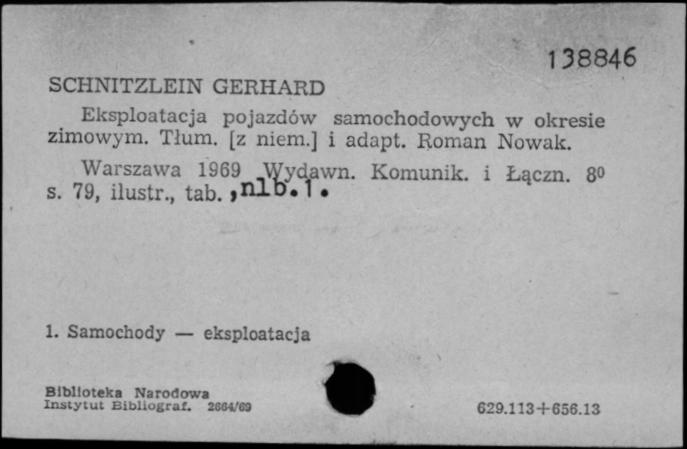 138846
SCHNITZLEIN GERHARD
Eksploatacja pojazdów samochodowych w okresie
zimowym. Tłum. [z niem.] i adapt. Roman Nowak.
Warszawa 1969 Wydawn. Komunik. i Łączn. 8⁰
s. 79, ilustr., tab. , nlb. 1.
1. Samochody — eksploatacja
Biblioteka Narodowa
Instytut Bibliograf. 2664/69
629.113+656.13